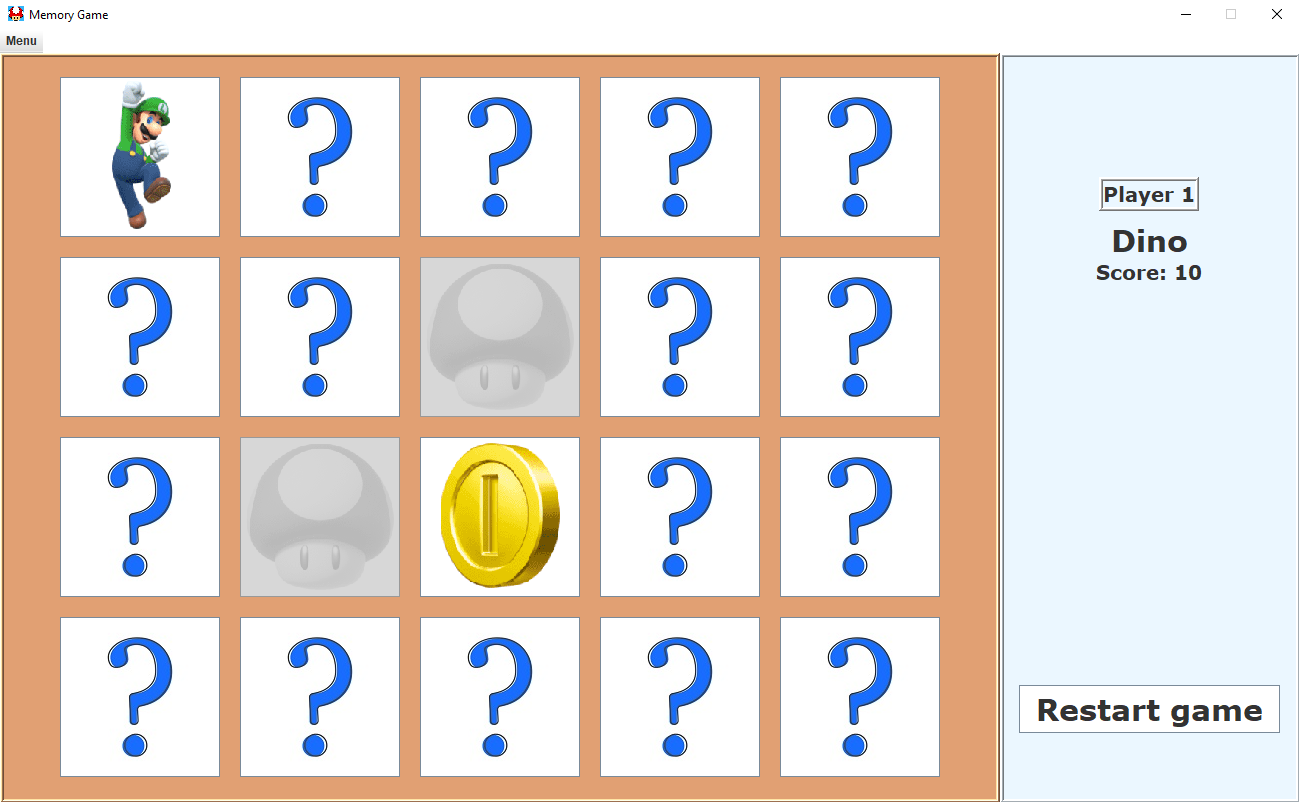 Memory Game
Menu
? ? ? ?
Player 1
Dino
Score: 10
? ? ? ?
? ? ?
? ? ? ? ?
Restart game